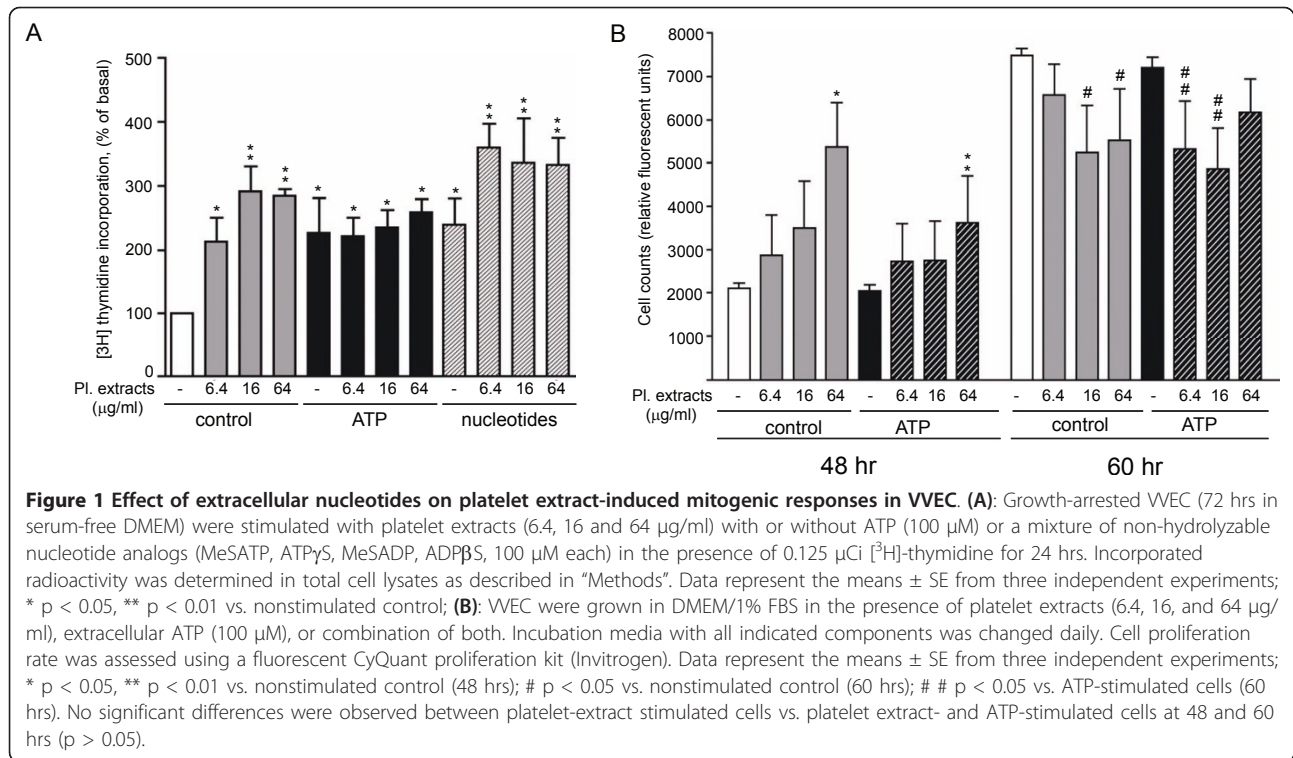 A
[3H] thymidine incorporation, (% of basal)
500
400
300
200
100
0
* ** ** * * * * * ** ** **
Pl. extracts - 6.4 16 64 - 6.4 16 64 - 6.4 16 64
(µg/ml)
control ATP nucleotides
B
Cell counts (relative fluorescent units)
8000
7000
6000
5000
4000
3000
2000
1000
* ** # # ## ##
Pl. extracts - 6.4 16 64 - 6.4 16 64 - 6.4 16 64 - 6.4 16 64
(µg/ml)
control ATP control ATP
48 hr 60 hr
Figure 1 Effect of extracellular nucleotides on platelet extract-induced mitogenic responses in VVEC. (A): Growth-arrested VVEC (72 hrs in
serum-free DMEM) were stimulated with platelet extracts (6.4, 16 and 64 µg/ml) with or without ATP (100 µM) or a mixture of non-hydrolyzable
nucleotide analogs (MeSATP, ATPγS, MeSADP, ADPβS, 100 µM each) in the presence of 0.125 µCi [³H]-thymidine for 24 hrs. Incorporated
radioactivity was determined in total cell lysates as described in "Methods". Data represent the means ± SE from three independent experiments;
* p < 0.05, ** p < 0.01 vs. nonstimulated control; (B): VVEC were grown in DMEM/1% FBS in the presence of platelet extracts (6.4, 16, and 64 µg/
ml), extracellular ATP (100 µM), or combination of both. Incubation media with all indicated components was changed daily. Cell proliferation
rate was assessed using a fluorescent CyQuant proliferation kit (Invitrogen). Data represent the means ± SE from three independent experiments;
* p < 0.05, ** p < 0.01 vs. nonstimulated control (48 hrs); # p < 0.05 vs. nonstimulated control (60 hrs); # # p < 0.05 vs. ATP-stimulated cells (60
hrs). No significant differences were observed between platelet-extract stimulated cells vs. platelet extract- and ATP-stimulated cells at 48 and 60
hrs (p > 0.05).